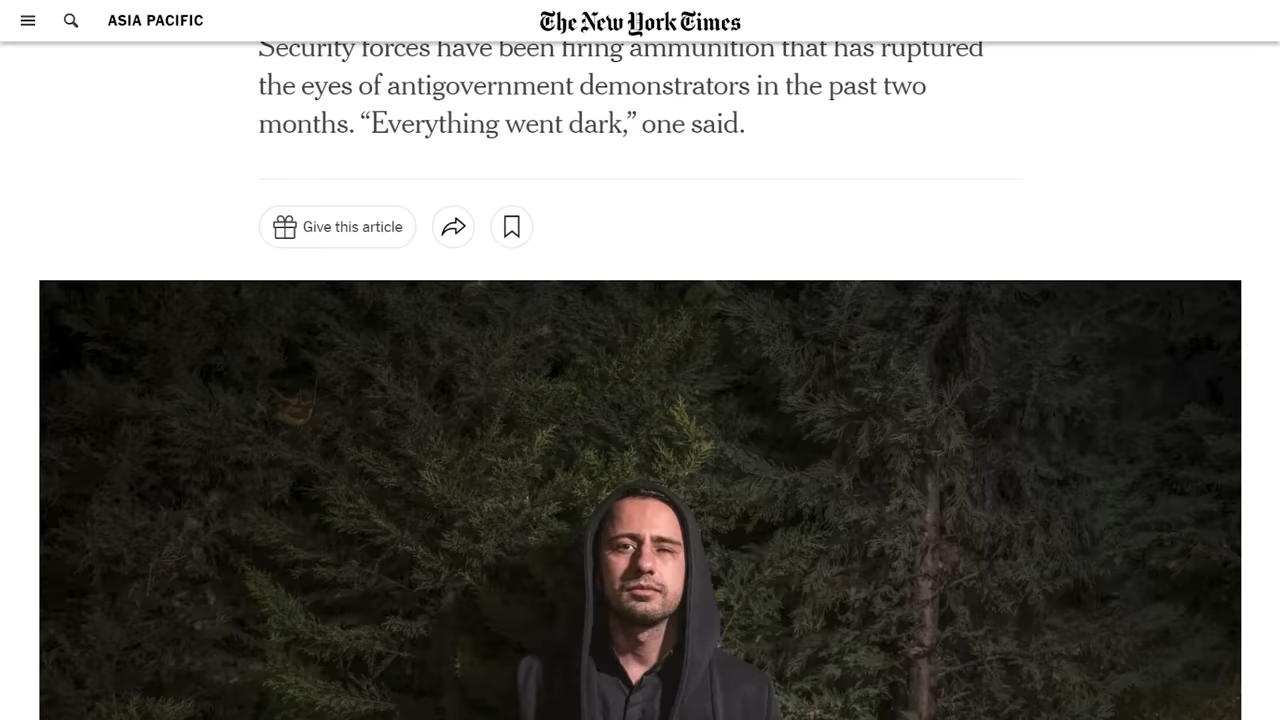 ASIA PACIFIC
The New York Times
Security forces have been firing ammunition that has ruptured
the eyes of antigovernment demonstrators in the past two
months. “Everything went dark,” one said.
Give this article